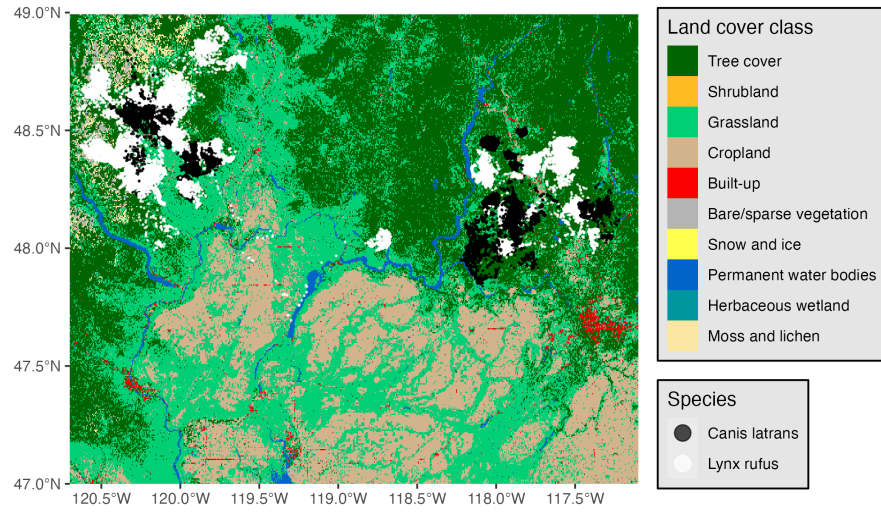 49.0°N
48.5°N
48.0°N
47.5°N
47.0°N
120.5°W 120.0°W 119.5°W 119.0°W 118.5°W 118.0°W 117.5°W
Land cover class
Tree cover
Shrubland
Grassland
Cropland
Built-up
Bare/sparse vegetation
Snow and ice
Permanent water bodies
Herbaceous wetland
Moss and lichen
Species
Canis latrans
Lynx rufus